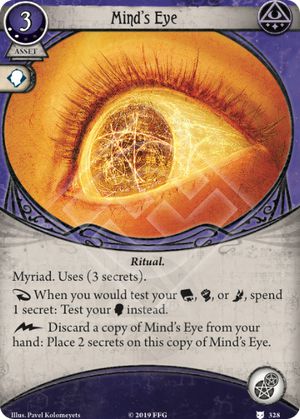 3
Mind's Eye
ASSET
Ritual.
Myriad. Uses (3 secrets).
When you would test your , , or , spend
1 secret: Test your instead.
Discard a copy of Mind's Eye from your
hand: Place 2 secrets on this copy of Mind's Eye.
Illus. Pavel Kolomeyets
© 2019 FFG
328